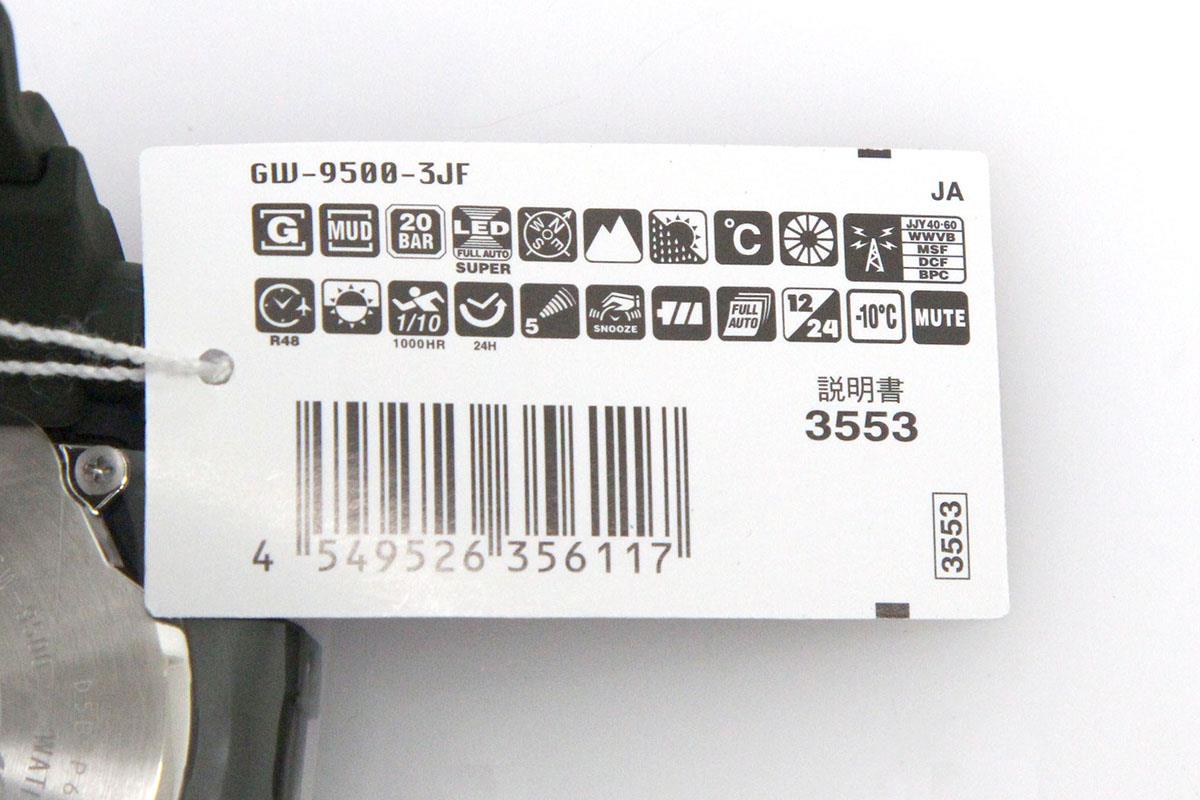 GW-9500-3JF
JA
G
MUD
20
BAR
LED
FULL AUTO
SUPER
N
E
S
W
°C
JJY40·60
WWVB
MSF
DCF
BPC
R48
1/10
1000HR
24H
5
SNOOZE
FULL
AUTO
12/24
-10°C
MUTE
説明書
3553
3553
4 549526 356117